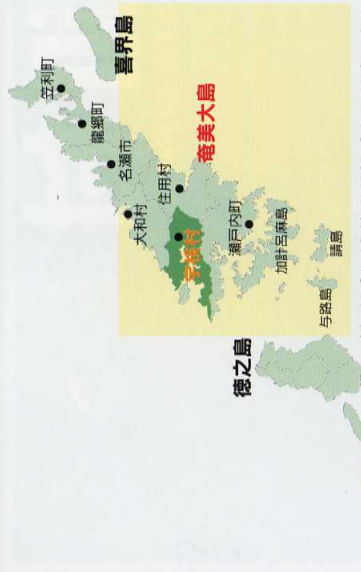 喜界島
笠利町
龍郷町
名瀬市
大和村
住用村
奄美大島
宇検村
瀬戸内町
加計呂麻島
請島
与路島
徳之島